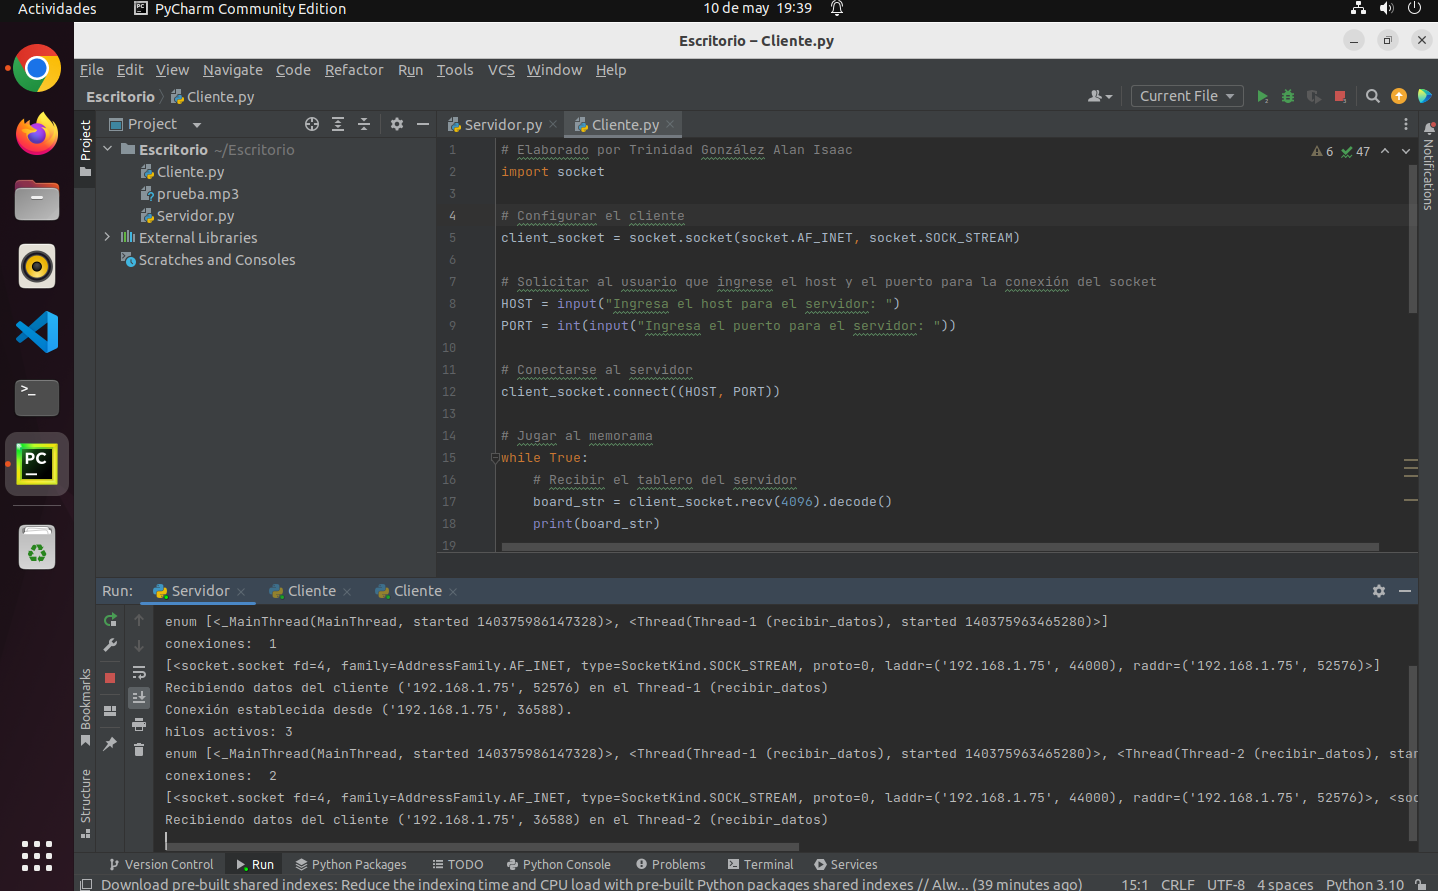 Actividades
PyCharm Community Edition
10 de may 19:39
Escritorio – Cliente.py
File Edit View Navigate Code Refactor Run Tools VCS Window Help
Escritorio Cliente.py
Current File
Project
Project
Escritorio ~/Escritorio
Cliente.py
prueba.mp3
Servidor.py
External Libraries
Scratches and Consoles
Servidor.py
Cliente.py
6 47
Notifications
1 # Elaborado por Trinidad González Alan Isaac
2 import socket
3
4 # Configurar el cliente
5 client_socket = socket.socket(socket.AF_INET, socket.SOCK_STREAM)
6
7 # Solicitar al usuario que ingrese el host y el puerto para la conexión del socket
8 HOST = input("Ingresa el host para el servidor: ")
9 PORT = int(input("Ingresa el puerto para el servidor: "))
10
11 # Conectarse al servidor
12 client_socket.connect((HOST, PORT))
13
14 # Jugar al memorama
15 while True:
16 # Recibir el tablero del servidor
17 board_str = client_socket.recv(4096).decode()
18 print(board_str)
19
Run: Servidor Cliente Cliente
enum [<_MainThread(MainThread, started 140375986147328)>, <Thread(Thread-1 (recibir_datos), started 140375963465280)>]
conexiones:  1
[<socket.socket fd=4, family=AddressFamily.AF_INET, type=SocketKind.SOCK_STREAM, proto=0, laddr=('192.168.1.75', 44000), raddr=('192.168.1.75', 52576)>]
Recibiendo datos del cliente ('192.168.1.75', 52576) en el Thread-1 (recibir_datos)
Conexión establecida desde ('192.168.1.75', 36588).
hilos activos: 3
enum [<_MainThread(MainThread, started 140375986147328)>, <Thread(Thread-1 (recibir_datos), started 140375963465280)>, <Thread(Thread-2 (recibir_datos), star
conexiones:  2
[<socket.socket fd=4, family=AddressFamily.AF_INET, type=SocketKind.SOCK_STREAM, proto=0, laddr=('192.168.1.75', 44000), raddr=('192.168.1.75', 52576)>, <soc
Recibiendo datos del cliente ('192.168.1.75', 36588) en el Thread-2 (recibir_datos)
Bookmarks
Structure
Version Control Run Python Packages TODO Python Console Problems Terminal Services
Download pre-built shared indexes: Reduce the indexing time and CPU load with pre-built Python packages shared indexes // Alw... (39 minutes ago) 15:1 CRLF UTF-8 4 spaces Python 3.10